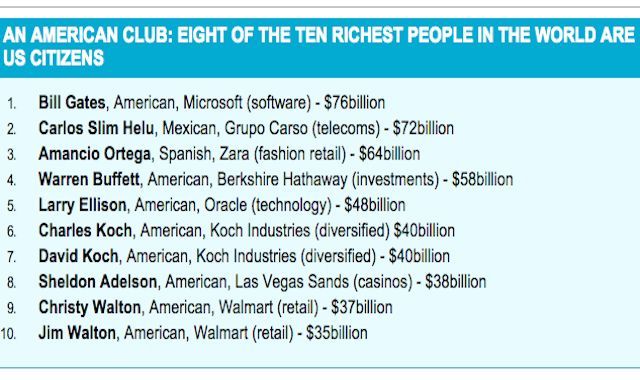 AN AMERICAN CLUB: EIGHT OF THE TEN RICHEST PEOPLE IN THE WORLD ARE
US CITIZENS
1. Bill Gates, American, Microsoft (software) - $76billion
2. Carlos Slim Helu, Mexican, Grupo Carso (telecoms) - $72billion
3. Amancio Ortega, Spanish, Zara (fashion retail) - $64billion
4. Warren Buffett, American, Berkshire Hathaway (investments) - $58billion
5. Larry Ellison, American, Oracle (technology) - $48billion
6. Charles Koch, American, Koch Industries (diversified) $40billion
7. David Koch, American, Koch Industries (diversified) - $40billion
8. Sheldon Adelson, American, Las Vegas Sands (casinos) - $38billion
9. Christy Walton, American, Walmart (retail) - $37billion
10. Jim Walton, American, Walmart (retail) - $35billion